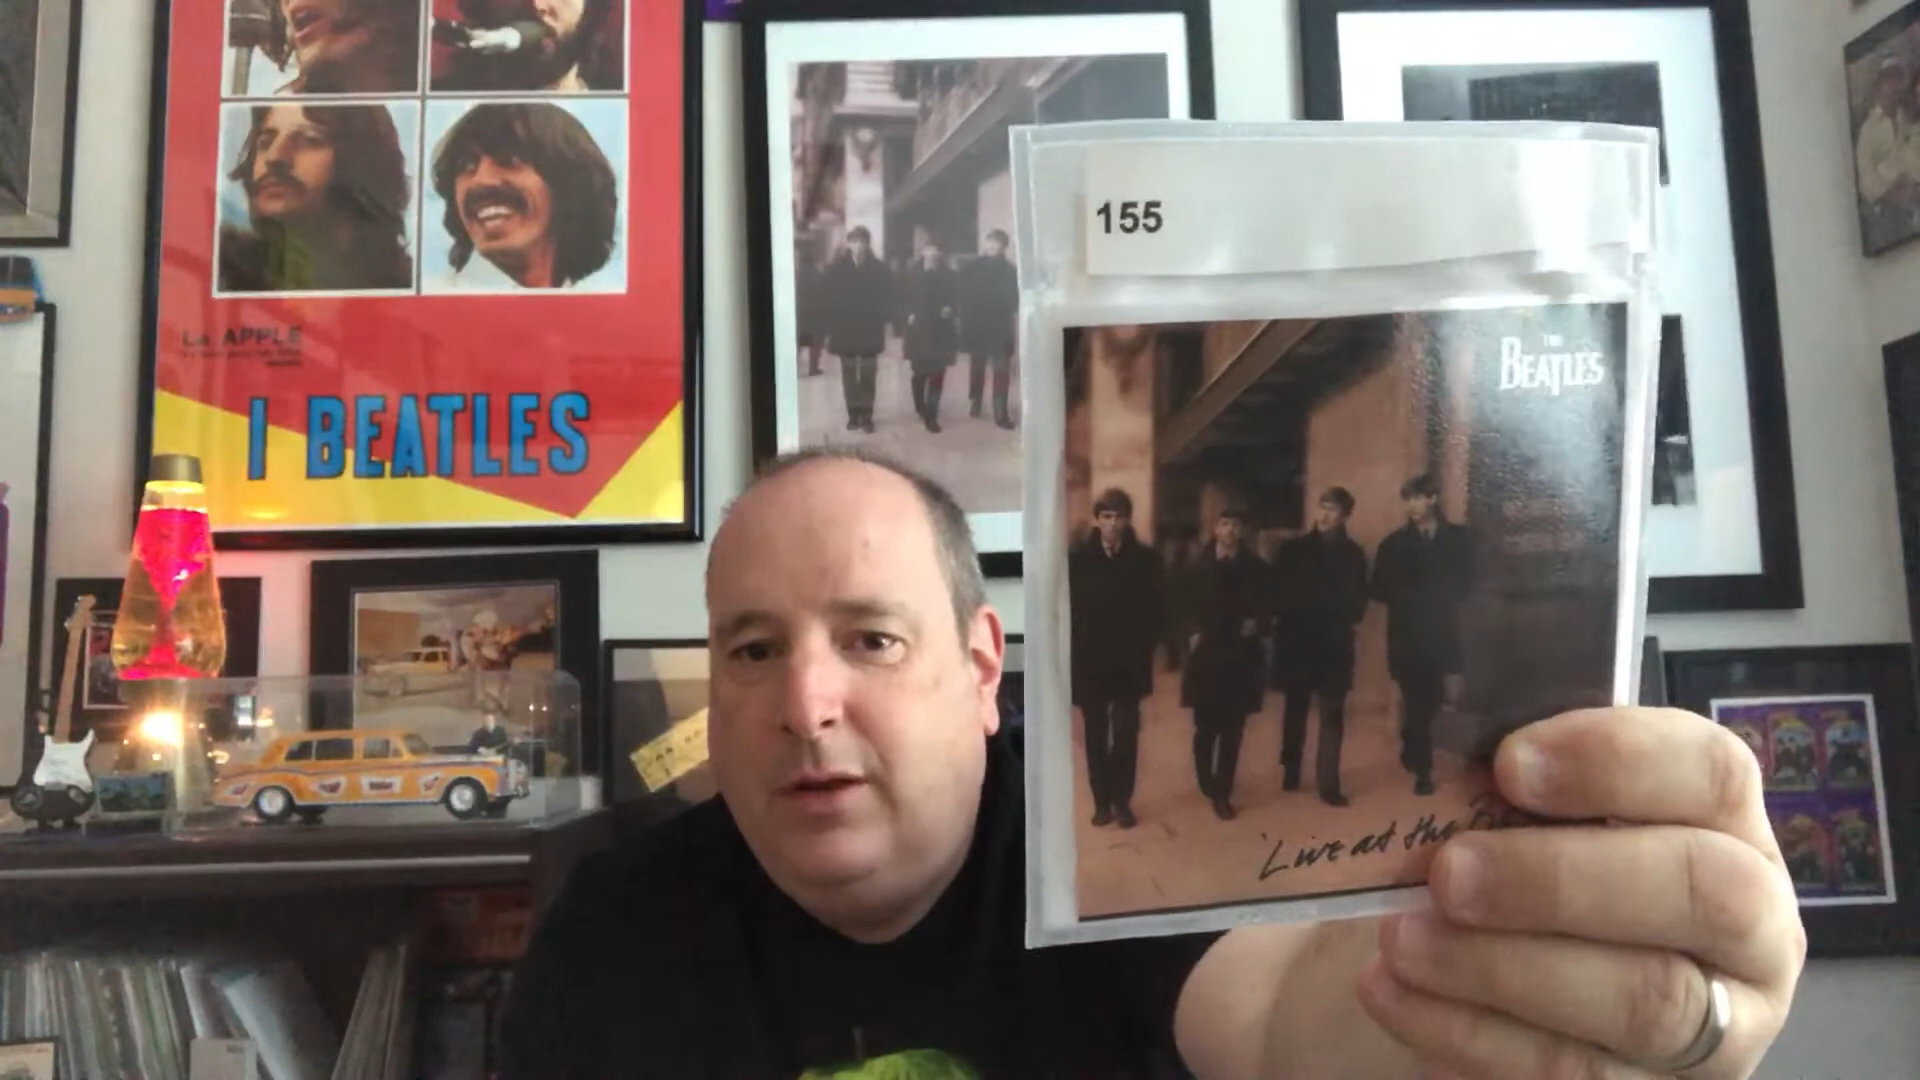 La APPLE
I BEATLES
155
THE
BEATLES
'Live at the